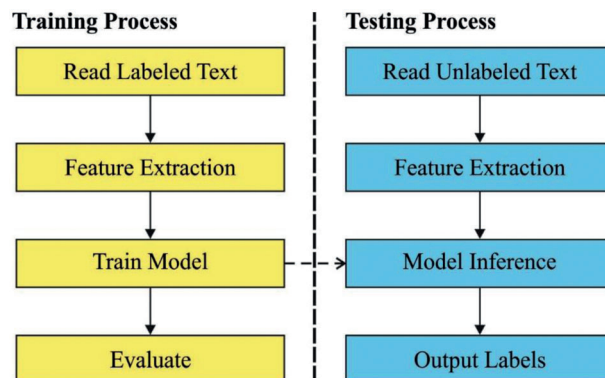 Training Process
Read Labeled Text
Feature Extraction
Train Model
Evaluate
Testing Process
Read Unlabeled Text
Feature Extraction
Model Inference
Output Labels